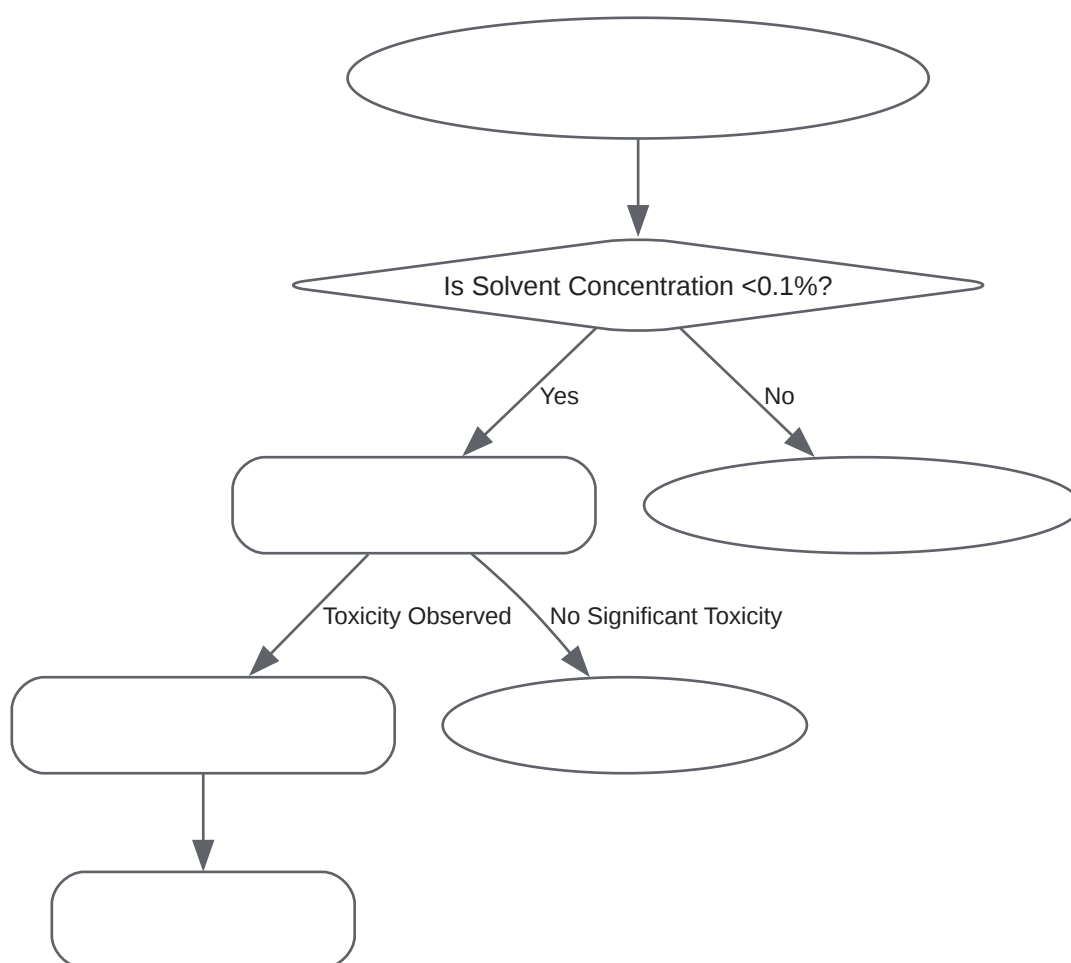 Is Solvent Concentration <0.1%?
Yes
No
Toxicity Observed
No Significant Toxicity